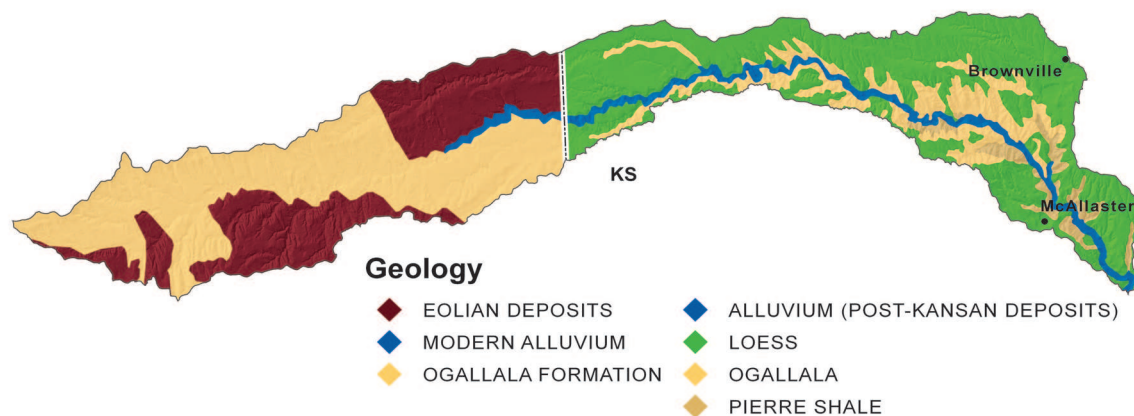 Brownville
KS
McAllaster
Geology
EOLIAN DEPOSITS
MODERN ALLUVIUM
OGALLALA FORMATION
ALLUVIUM (POST-KANSAN DEPOSITS)
LOESS
OGALLALA
PIERRE SHALE